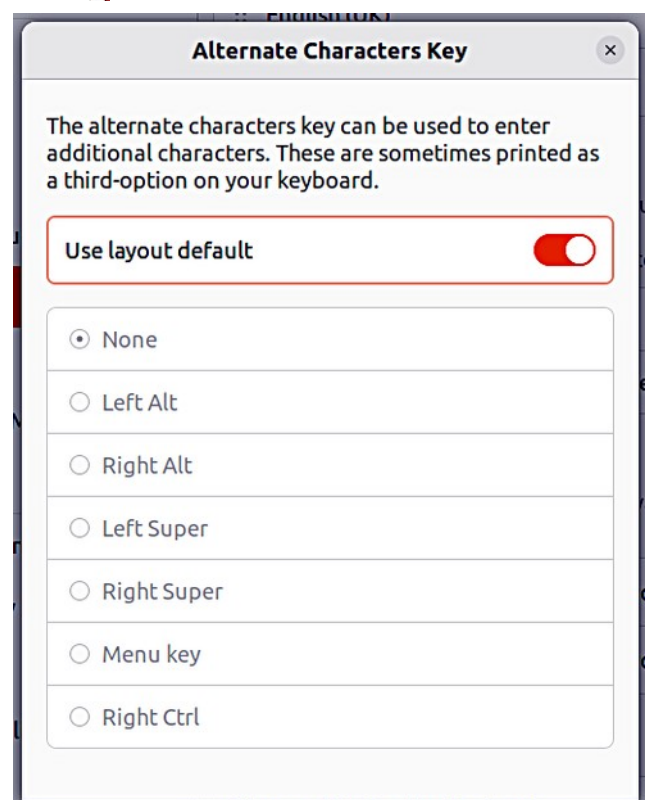 English (UK)
Alternate Characters Key
The alternate characters key can be used to enter
additional characters. These are sometimes printed as
a third-option on your keyboard.
Use layout default
None
Left Alt
Right Alt
Left Super
Right Super
Menu key
Right Ctrl